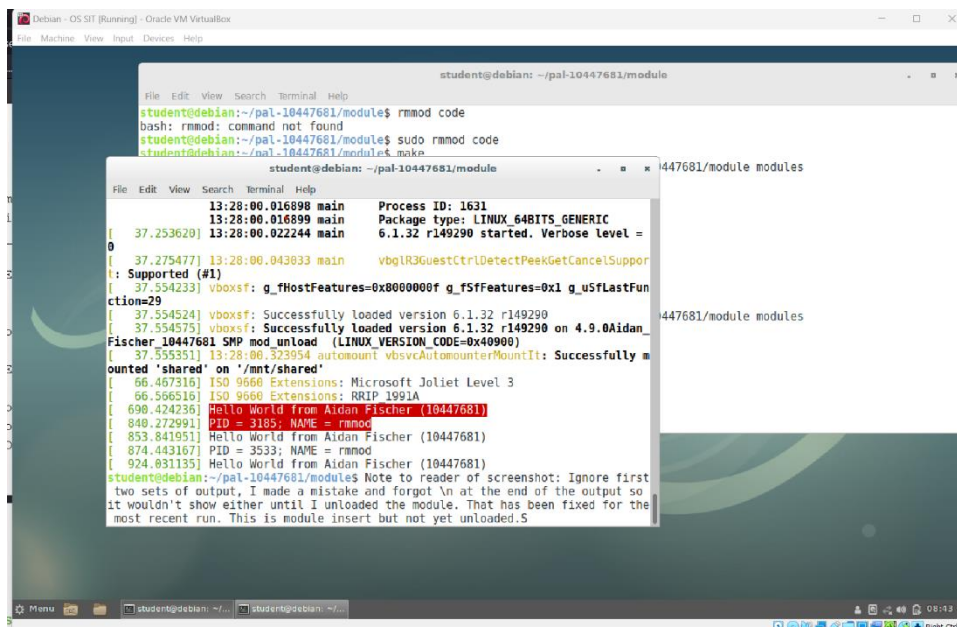 Debian - OS SIT [Running] - Oracle VM VirtualBox
File Machine View Input Devices Help
student@debian: ~/pal-10447681/module
File Edit View Search Terminal Help
student@debian:~/pal-10447681/module$ rmmod code
bash: rmmod: command not found
student@debian:~/pal-10447681/module$ sudo rmmod code
student@debian:~/pal-10447681/module$ make
447681/module modules
447681/module modules
student@debian: ~/pal-10447681/module
File Edit View Search Terminal Help
13:28:00.016898 main Process ID: 1631
13:28:00.016899 main Package type: LINUX_64BITS_GENERIC
[ 37.253620] 13:28:00.022244 main 6.1.32 r149290 started. Verbose level =
0
[ 37.275477] 13:28:00.043033 main vbglR3GuestCtrlDetectPeekGetCancelSuppor
t: Supported (#1)
[ 37.554233] vboxsf: g_fHostFeatures=0x8000000f g_fSfFeatures=0x1 g_uSfLastFun
ction=29
[ 37.554524] vboxsf: Successfully loaded version 6.1.32 r149290
[ 37.554575] vboxsf: Successfully loaded version 6.1.32 r149290 on 4.9.0Aidan_
Fischer_10447681 SMP mod_unload (LINUX_VERSION_CODE=0x40900)
[ 37.555351] 13:28:00.323954 automount vbsvcAutomounterMountIt: Successfully m
ounted 'shared' on '/mnt/shared'
[ 66.467316] ISO 9660 Extensions: Microsoft Joliet Level 3
[ 66.566516] ISO 9660 Extensions: RRIP_1991A
[ 690.424236] Hello World from Aidan Fischer (10447681)
[ 840.272991] PID = 3185; NAME = rmmod
[ 853.841951] Hello World from Aidan Fischer (10447681)
[ 874.443167] PID = 3533; NAME = rmmod
[ 924.031135] Hello World from Aidan Fischer (10447681)
student@debian:~/pal-10447681/module$ Note to reader of screenshot: Ignore first
two sets of output, I made a mistake and forgot \n at the end of the output so
it wouldn't show either until I unloaded the module. That has been fixed for the
most recent run. This is module insert but not yet unloaded.S
Menu
student@debian: ~/...
student@debian: ~/...
08:43
Right Ctrl